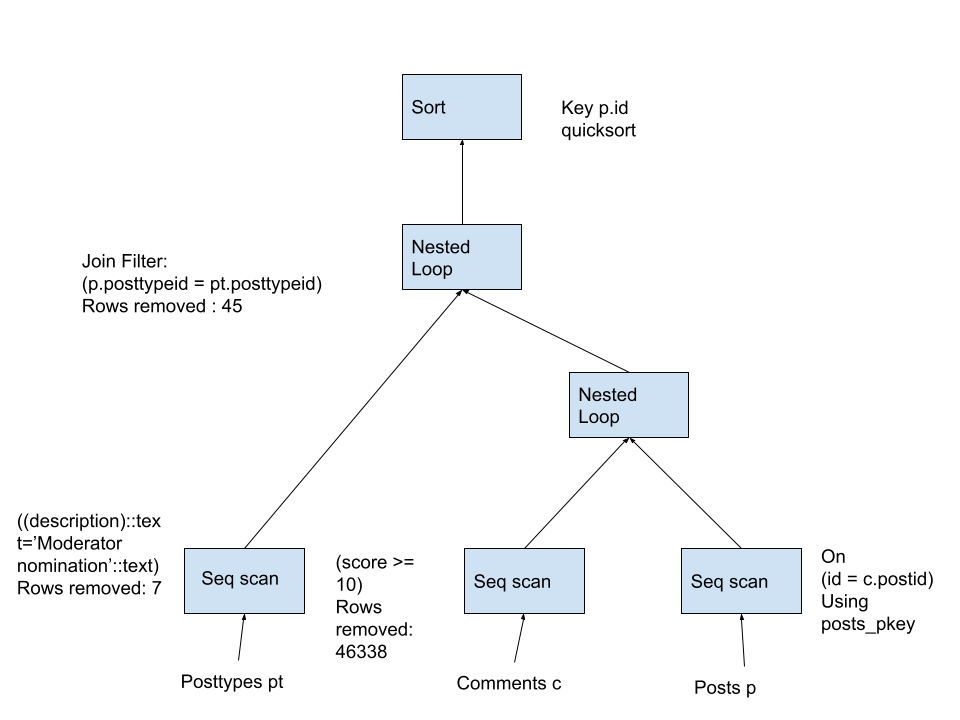 Sort
Key p.id
quicksort
Nested
Loop
Join Filter:
(p.posttypeid = pt.posttypeid)
Rows removed : 45
Nested
Loop
((description)::tex
t=’Moderator
nomination’::text)
Rows removed: 7
Seq scan
(score >=
10)
Rows
removed:
46338
Seq scan
Seq scan
On
(id = c.postid)
Using
posts_pkey
Posttypes pt
Comments c
Posts p